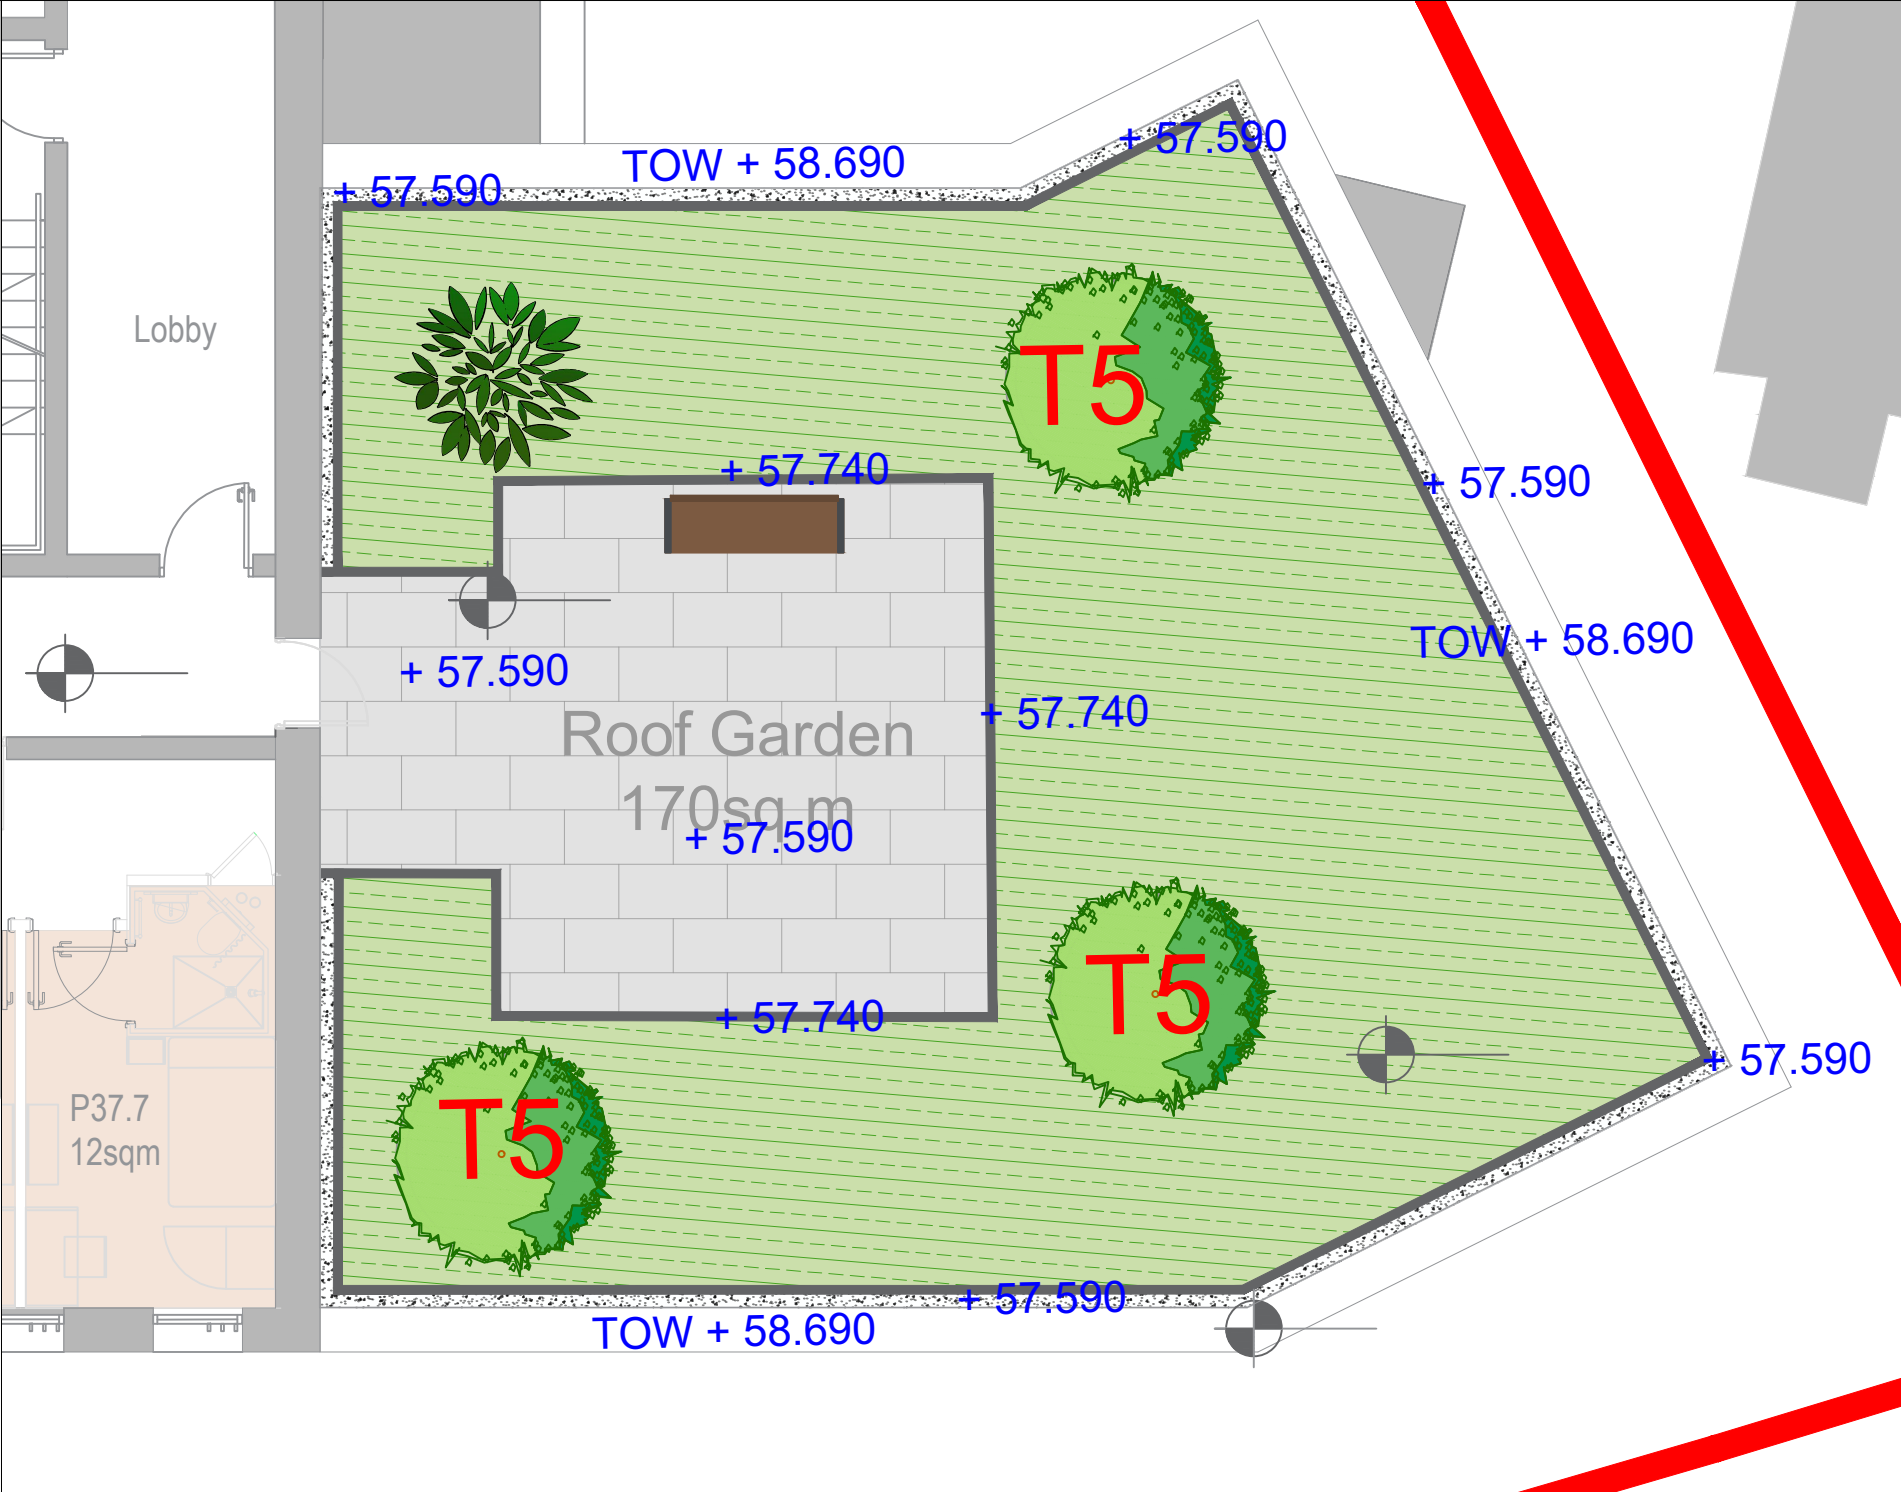 + 57.590
TOW + 58.690
+ 57.590
Lobby
T5
+ 57.740
+ 57.590
TOW + 58.690
+ 57.590
+ 57.740
Roof Garden
170sq m
+ 57.590
T5
+ 57.740
+ 57.590
T5
P37.7
12sqm
+ 57.590
TOW + 58.690